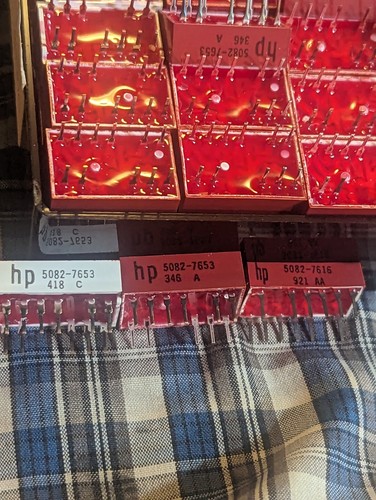 346
A
5082-7653
hp
418 C
5082-7653
hp 5082-7653
418 C
hp 5082-7653
346 A
hp 5082-7616
921 AA